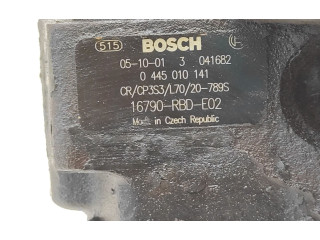 515 BOSCH
05-10-01 3 041682
0 445 010 141
CR/CP3S3/L70/20-789S
16790-RBD-E02
Made in Czech Republic